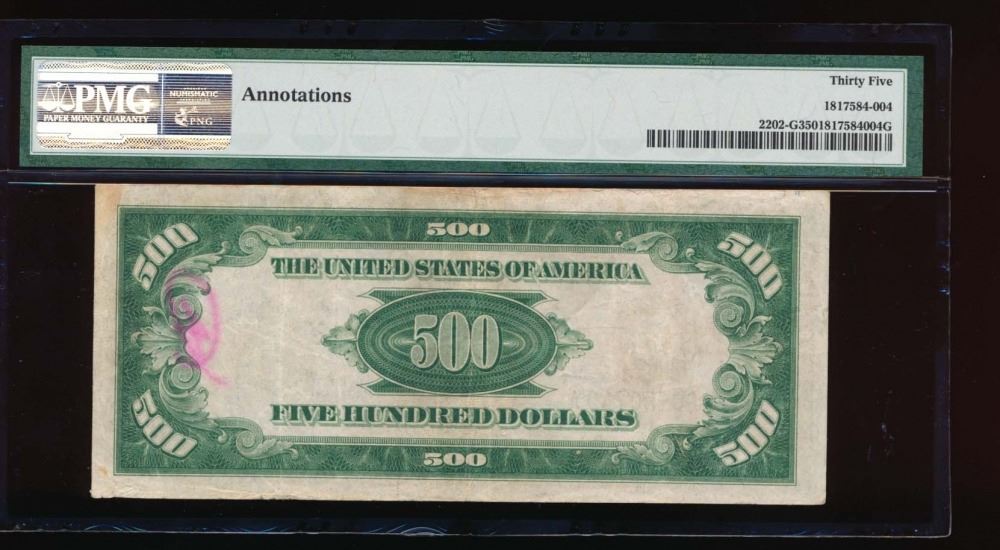 PMG
PAPER MONEY GUARANTY
NUMISMATIC
PNG
Annotations
Thirty Five
1817584-004
2202-G3501817584004G
500
500
500
THE UNITED STATES OF AMERICA
500
FIVE HUNDRED DOLLARS
500
500
500